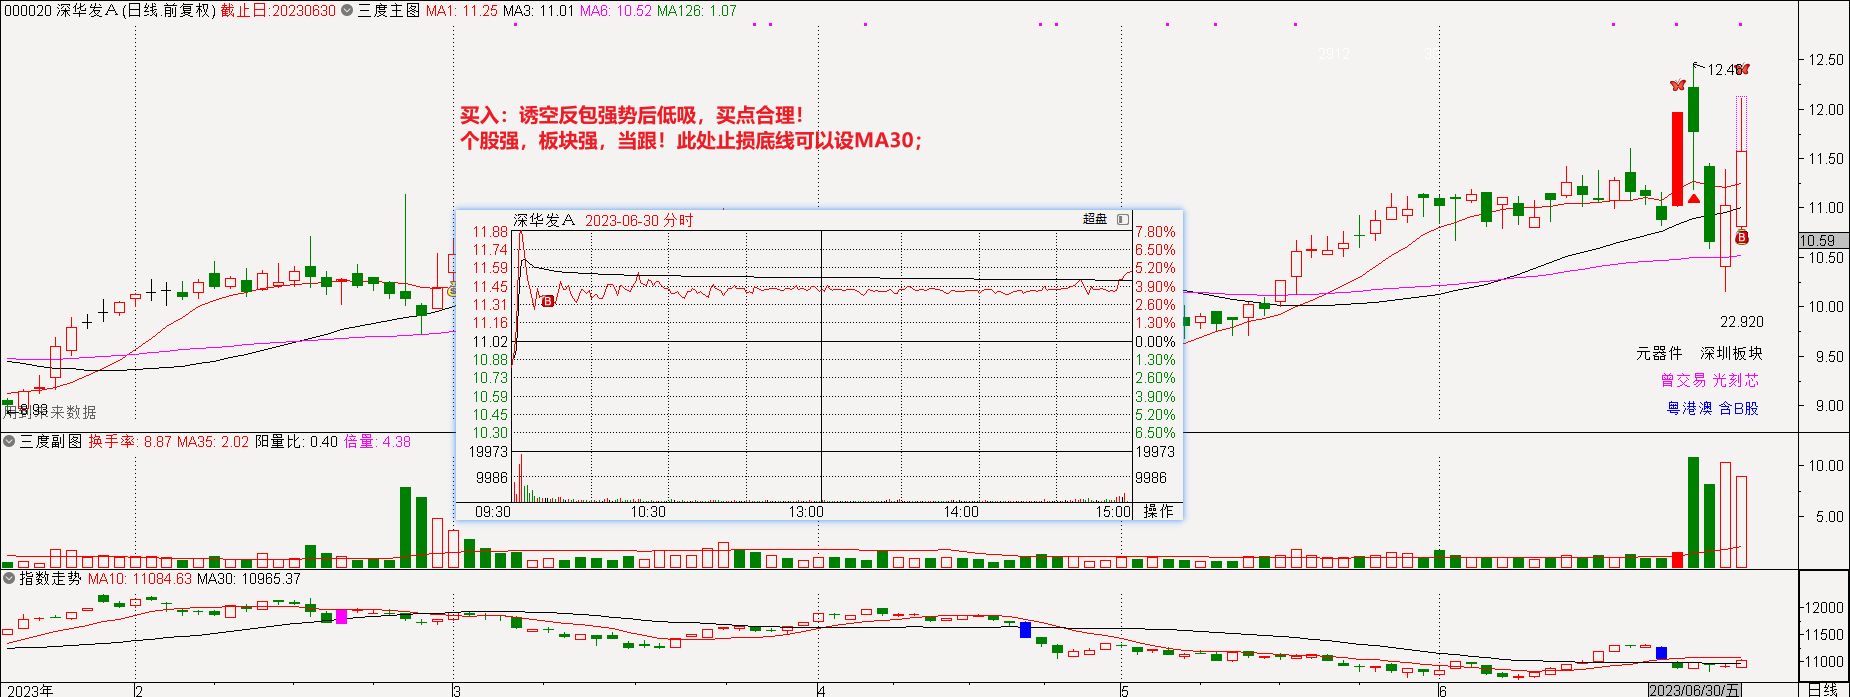 000020 深华发A (日线.前复权) 截止日:20230630 三度主图 MA1: 11.25 MA3: 11.01 MA6: 10.52 MA126: 1.07
12.50
12.00
11.50
11.00
10.59
10.50
10.00
9.50
9.00
2912
12.46
买入：诱空反包强势后低吸，买点合理！
个股强，板块强，当跟！此处止损底线可以设MA30；
深华发A 2023-06-30 分时 超盘
11.88 7.80%
11.74 6.50%
11.59 5.20%
11.45 3.90%
11.31 2.60%
11.16 1.30%
11.02 0.00%
10.88 1.30%
10.73 2.60%
10.59 3.90%
10.45 5.20%
10.30 6.50%
19973 19973
9986 9986
09:30 10:30 13:00 14:00 15:00 操作
B
B
S
22.920
元器件 深圳板块
曾交易 光刻芯
粤港澳 含B股
8.93
用到未来数据
三度副图 换手率: 8.87 MA35: 2.02 阳量比: 0.40 倍量: 4.38
10.00
5.00
指数走势 MA10: 11084.63 MA30: 10965.37
12000
11500
11000
2023年 2 3 4 5 6 2023/06/30/五 日线